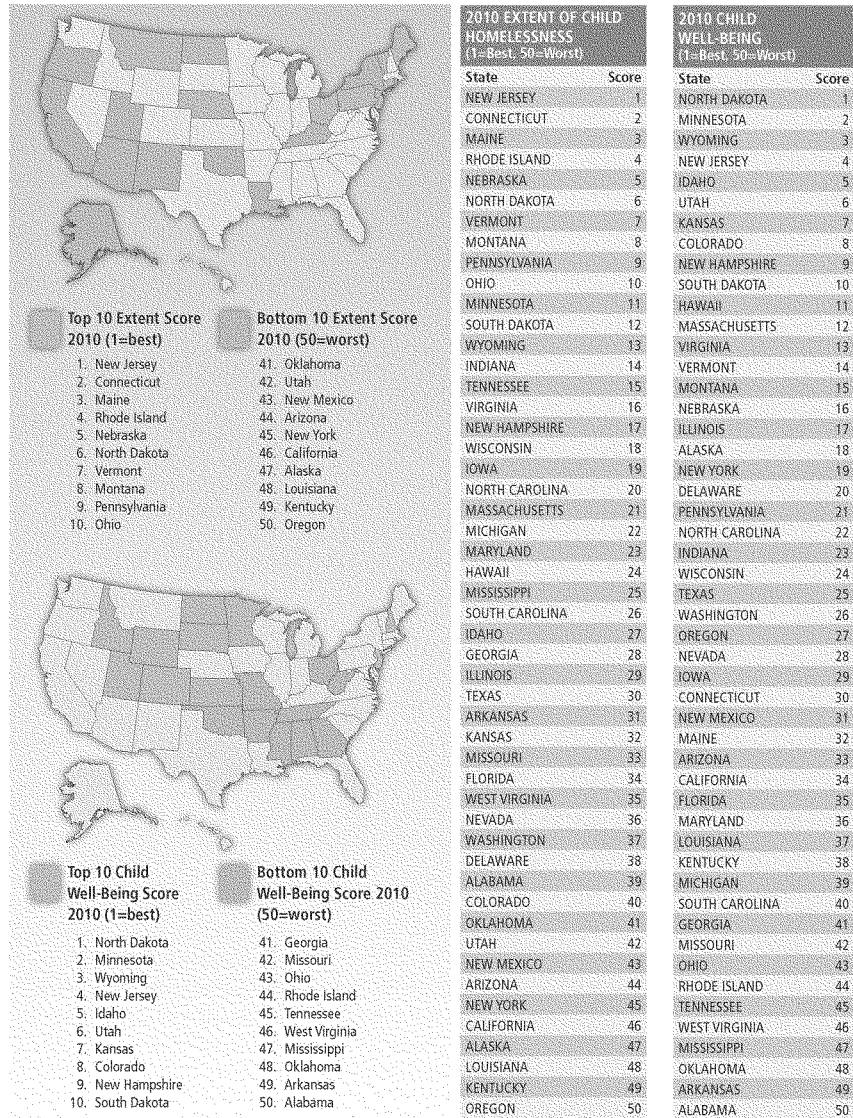 Top 10 Extent Score
2010 (1=best)
1. New Jersey
2. Connecticut
3. Maine
4. Rhode Island
5. Nebraska
6. North Dakota
7. Vermont
8. Montana
9. Pennsylvania
10. Ohio
Bottom 10 Extent Score
2010 (50=worst)
41. Oklahoma
42. Utah
43. New Mexico
44. Arizona
45. New York
46. California
47. Alaska
48. Louisiana
49. Kentucky
50. Oregon
Top 10 Child
Well-Being Score
2010 (1=best)
1. North Dakota
2. Minnesota
3. Wyoming
4. New Jersey
5. Idaho
6. Utah
7. Kansas
8. Colorado
9. New Hampshire
10. South Dakota
Bottom 10 Child
Well-Being Score 2010
(50=worst)
41. Georgia
42. Missouri
43. Ohio
44. Rhode Island
45. Tennessee
46. West Virginia
47. Mississippi
48. Oklahoma
49. Arkansas
50. Alabama
2010 EXTENT OF CHILD
HOMELESSNESS
(1=Best, 50=Worst)
State Score
NEW JERSEY 1
CONNECTICUT 2
MAINE 3
RHODE ISLAND 4
NEBRASKA 5
NORTH DAKOTA 6
VERMONT 7
MONTANA 8
PENNSYLVANIA 9
OHIO 10
MINNESOTA 11
SOUTH DAKOTA 12
WYOMING 13
INDIANA 14
TENNESSEE 15
VIRGINIA 16
NEW HAMPSHIRE 17
WISCONSIN 18
IOWA 19
NORTH CAROLINA 20
MASSACHUSETTS 21
MICHIGAN 22
MARYLAND 23
HAWAII 24
MISSISSIPPI 25
SOUTH CAROLINA 26
IDAHO 27
GEORGIA 28
ILLINOIS 29
TEXAS 30
ARKANSAS 31
KANSAS 32
MISSOURI 33
FLORIDA 34
WEST VIRGINIA 35
NEVADA 36
WASHINGTON 37
DELAWARE 38
ALABAMA 39
COLORADO 40
OKLAHOMA 41
UTAH 42
NEW MEXICO 43
ARIZONA 44
NEW YORK 45
CALIFORNIA 46
ALASKA 47
LOUISIANA 48
KENTUCKY 49
OREGON 50
2010 CHILD
WELL-BEING
(1=Best, 50=Worst)
State Score
NORTH DAKOTA 1
MINNESOTA 2
WYOMING 3
NEW JERSEY 4
IDAHO 5
UTAH 6
KANSAS 7
COLORADO 8
NEW HAMPSHIRE 9
SOUTH DAKOTA 10
HAWAII 11
MASSACHUSETTS 12
VIRGINIA 13
VERMONT 14
MONTANA 15
NEBRASKA 16
ILLINOIS 17
ALASKA 18
NEW YORK 19
DELAWARE 20
PENNSYLVANIA 21
NORTH CAROLINA 22
INDIANA 23
WISCONSIN 24
TEXAS 25
WASHINGTON 26
OREGON 27
NEVADA 28
IOWA 29
CONNECTICUT 30
NEW MEXICO 31
MAINE 32
ARIZONA 33
CALIFORNIA 34
FLORIDA 35
MARYLAND 36
LOUISIANA 37
KENTUCKY 38
MICHIGAN 39
SOUTH CAROLINA 40
GEORGIA 41
MISSOURI 42
OHIO 43
RHODE ISLAND 44
TENNESSEE 45
WEST VIRGINIA 46
MISSISSIPPI 47
OKLAHOMA 48
ARKANSAS 49
ALABAMA 50